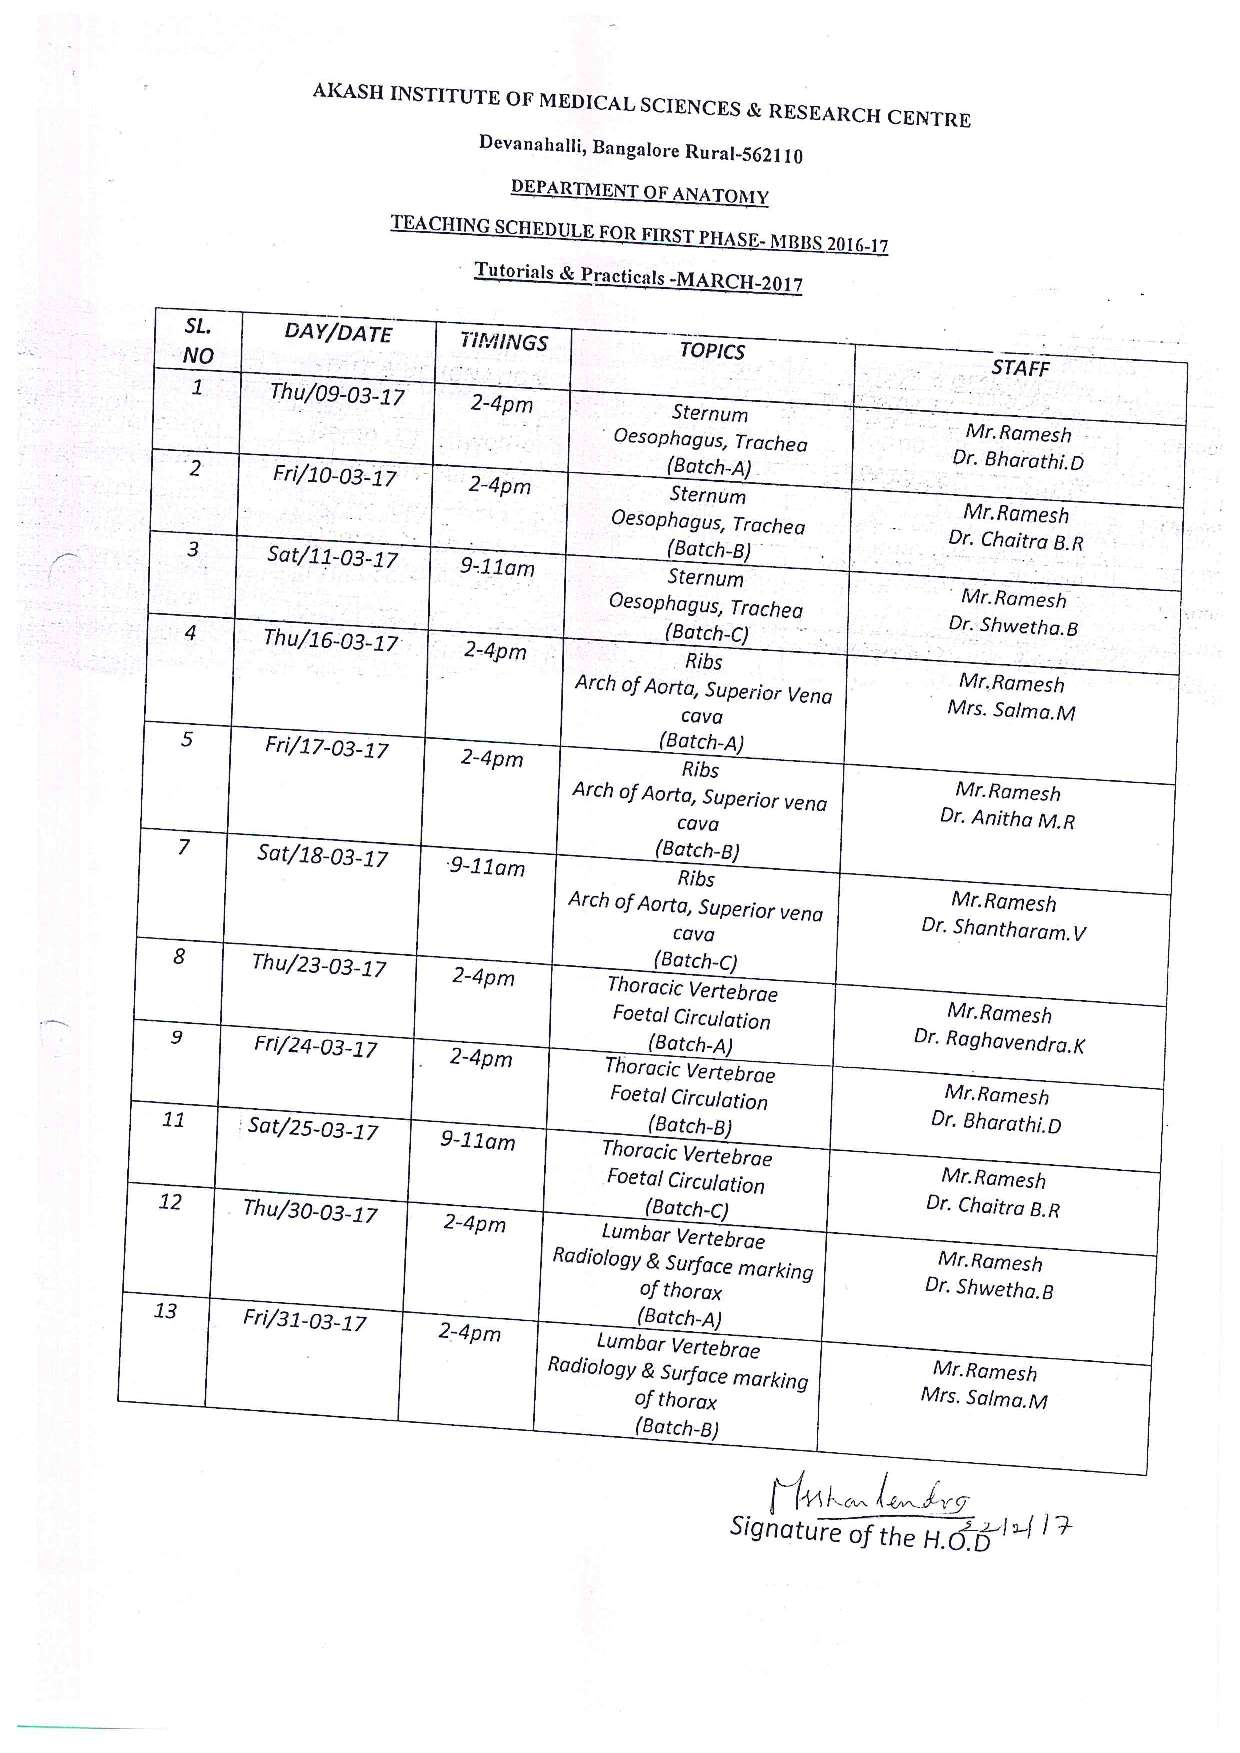 AKASH INSTITUTE OF MEDICAL SCIENCES & RESEARCH CENTRE
Devanahalli, Bangalore Rural-562110
DEPARTMENT OF ANATOMY
TEACHING SCHEDULE FOR FIRST PHASE- MBBS 2016-17
Tutorials & Practicals -MARCH-2017
SL. NO DAY/DATE TIMINGS TOPICS STAFF
1 Thu/09-03-17 2-4pm Sternum
Oesophagus, Trachea
(Batch-A)
Mr.Ramesh
Dr. Bharathi.D
2 Fri/10-03-17 2-4pm Sternum
Oesophagus, Trachea
(Batch-B)
Mr.Ramesh
Dr. Chaitra B.R
3 Sat/11-03-17 9-11am Sternum
Oesophagus, Trachea
(Batch-C)
Mr.Ramesh
Dr. Shwetha.B
4 Thu/16-03-17 2-4pm Ribs
Arch of Aorta, Superior Vena
cava
(Batch-A)
Mr.Ramesh
Mrs. Salma.M
5 Fri/17-03-17 2-4pm Ribs
Arch of Aorta, Superior vena
cava
(Batch-B)
Mr.Ramesh
Dr. Anitha M.R
7 Sat/18-03-17 9-11am Ribs
Arch of Aorta, Superior vena
cava
(Batch-C)
Mr.Ramesh
Dr. Shantharam.V
8 Thu/23-03-17 2-4pm Thoracic Vertebrae
Foetal Circulation
(Batch-A)
Mr.Ramesh
Dr. Raghavendra.K
9 Fri/24-03-17 2-4pm Thoracic Vertebrae
Foetal Circulation
(Batch-B)
Mr.Ramesh
Dr. Bharathi.D
11 Sat/25-03-17 9-11am Thoracic Vertebrae
Foetal Circulation
(Batch-C)
Mr.Ramesh
Dr. Chaitra B.R
12 Thu/30-03-17 2-4pm Lumbar Vertebrae
Radiology & Surface marking
of thorax
(Batch-A)
Mr.Ramesh
Dr. Shwetha.B
13 Fri/31-03-17 2-4pm Lumbar Vertebrae
Radiology & Surface marking
of thorax
(Batch-B)
Mr.Ramesh
Mrs. Salma.M
Signature of the H.O.D
22/2/17